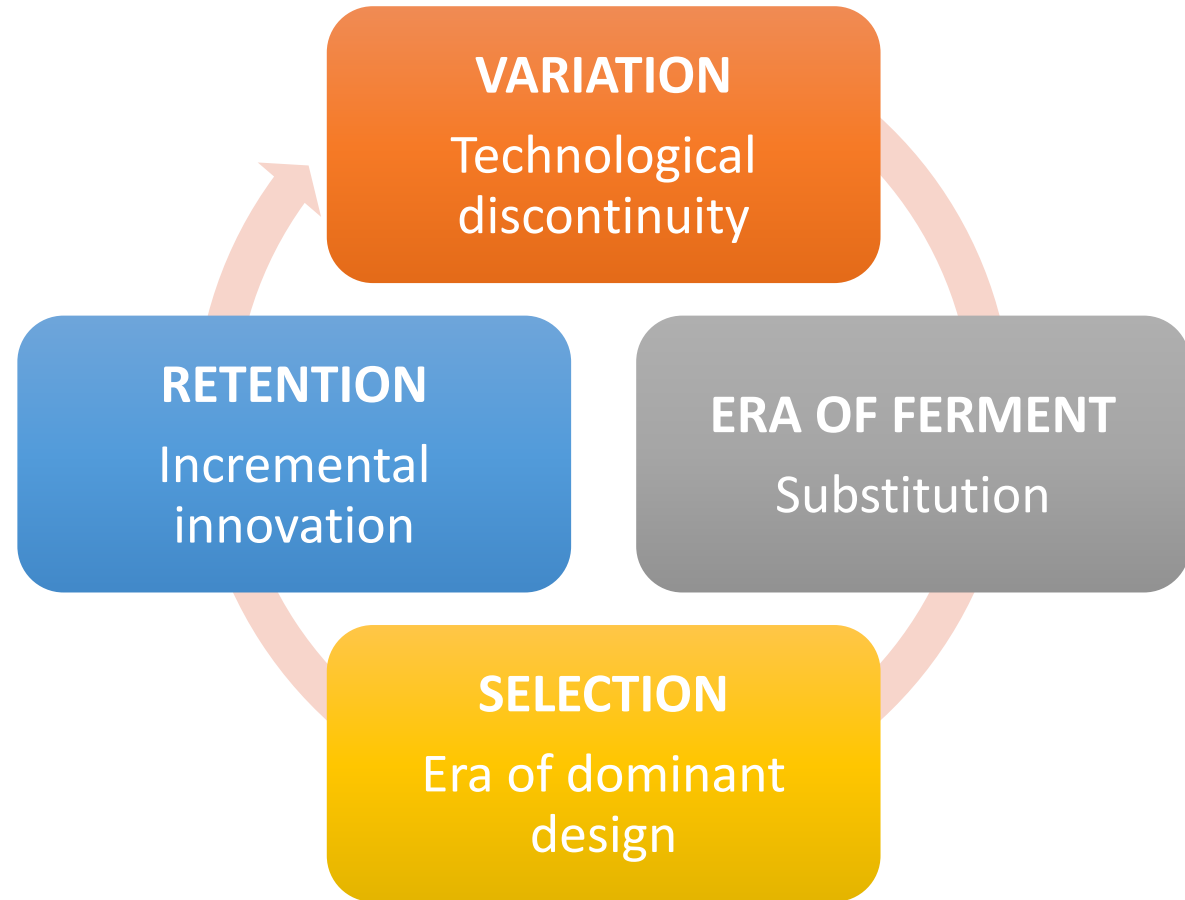 VARIATION
Technological
discontinuity
RETENTION
Incremental
innovation
ERA OF FERMENT
Substitution
SELECTION
Era of dominant
design